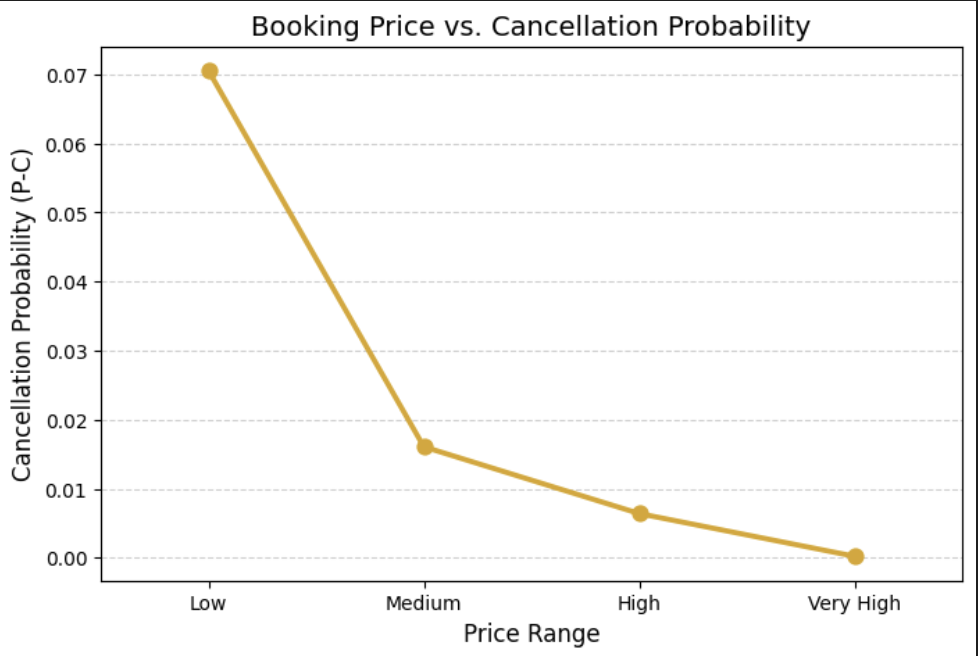 Booking Price vs. Cancellation Probability
Cancellation Probability (P-C)
0.07
0.06
0.05
0.04
0.03
0.02
0.01
0.00
Low Medium High Very High
Price Range